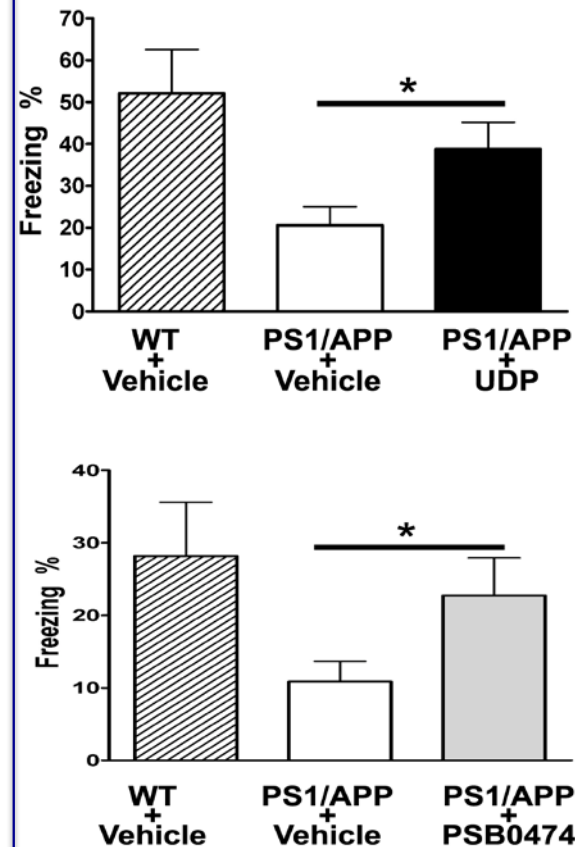 70
60
50
40
30
20
10
0
Freezing %
*
WT
+
Vehicle
PS1/APP
+
Vehicle
PS1/APP
+
UDP
40
30
20
10
0
Freezing %
*
WT
+
Vehicle
PS1/APP
+
Vehicle
PS1/APP
+
PSB0474